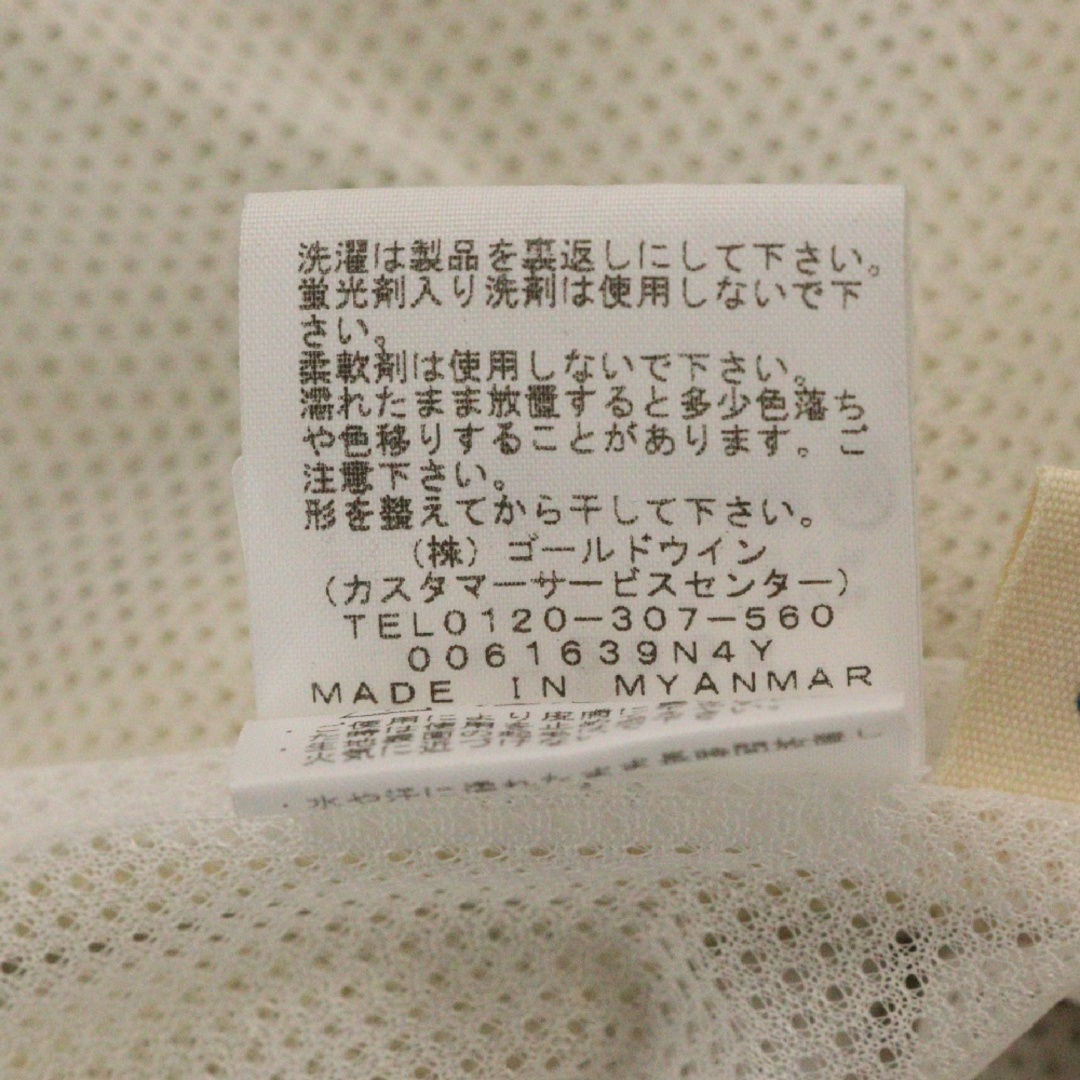 洗濯は製品を裏返しにして下さい。
蛍光剤入り洗剤は使用しないで下
さい。
柔軟剤は使用しないで下さい。
濡れたまま放置すると多少色落ち
や色移りすることがあります。ご
注意下さい。
形を整えてから干して下さい。
(株)ゴールドウイン
(カスタマーサービスセンター)
TEL0120-307-560
0061639N4Y
MADE IN MYANMAR